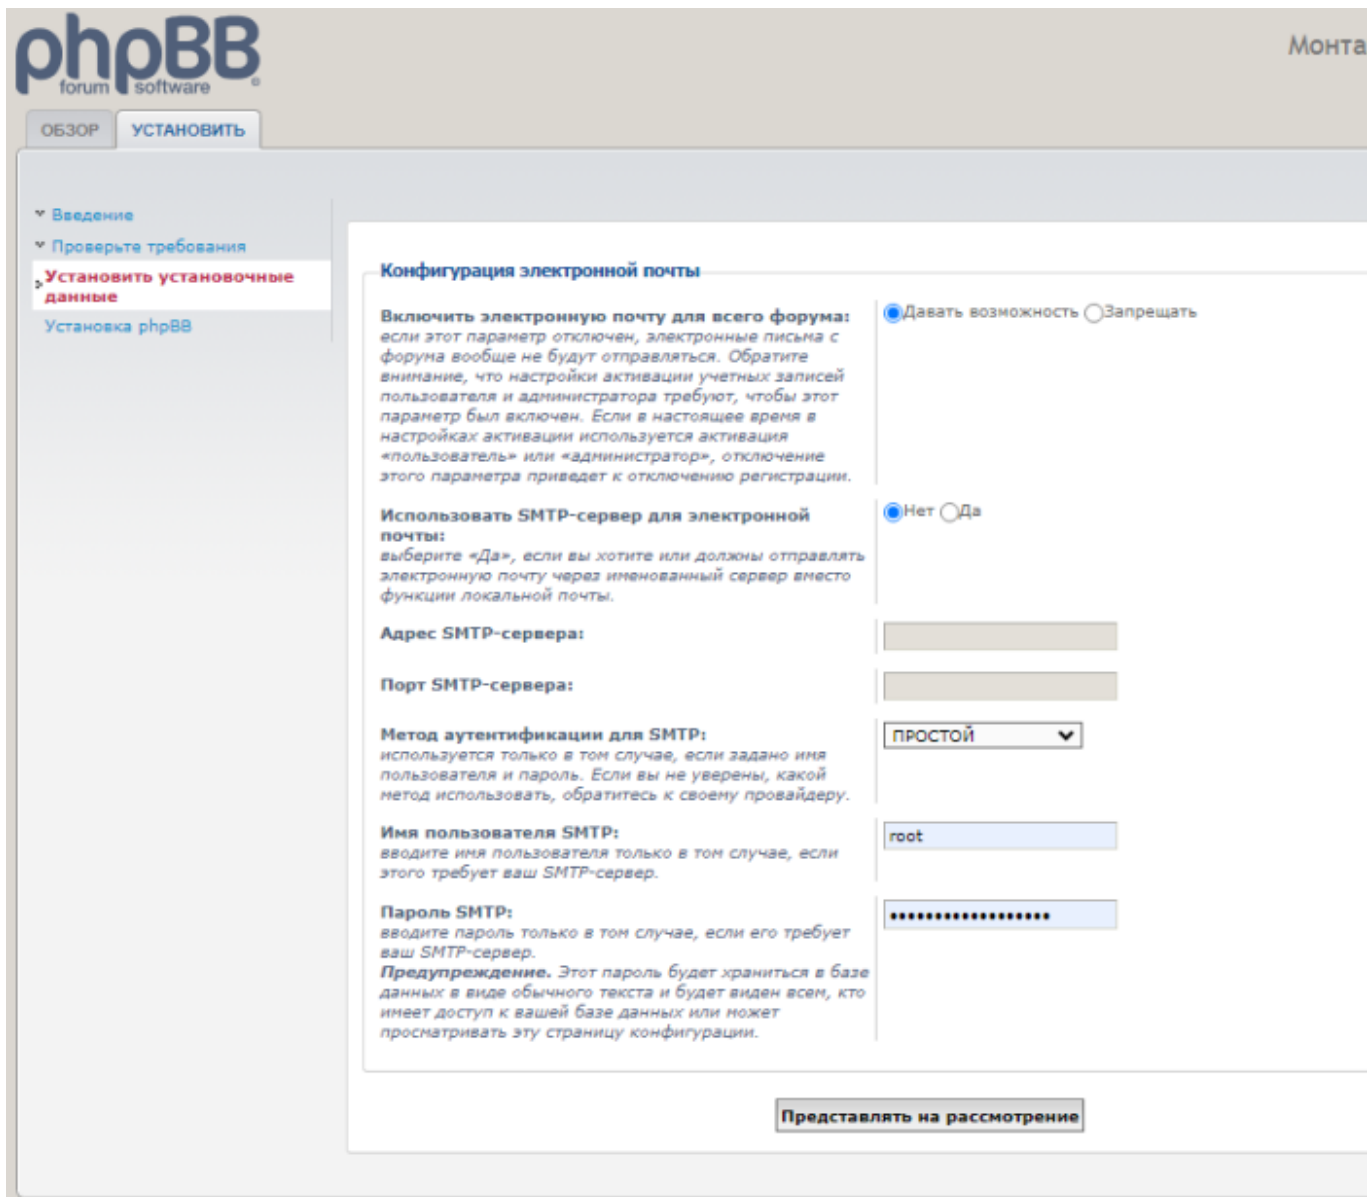 phpBB
forum software
Монта
ОБЗОР
УСТАНОВИТЬ
Введение
Проверьте требования
Установить установочные
данные
Установка phpBB
Конфигурация электронной почты
Включить электронную почту для всего форума:
если этот параметр отключен, электронные письма с
форума вообще не будут отправляться. Обратите
внимание, что настройки активации учетных записей
пользователя и администратора требуют, чтобы этот
параметр был включен. Если в настоящее время в
настройках активации используется активация
«пользователь» или «администратор», отключение
этого параметра приведет к отключению регистрации.
Давать возможность Запрещать
Использовать SMTP-сервер для электронной
почты:
выберите «Да», если вы хотите или должны отправлять
электронную почту через именованный сервер вместо
функции локальной почты.
Нет Да
Адрес SMTP-сервера:
Порт SMTP-сервера:
Метод аутентификации для SMTP:
используется только в том случае, если задано имя
пользователя и пароль. Если вы не уверены, какой
метод использовать, обратитесь к своему провайдеру.
ПРОСТОЙ
Имя пользователя SMTP:
вводите имя пользователя только в том случае, если
этого требует ваш SMTP-сервер.
root
Пароль SMTP:
вводите пароль только в том случае, если его требует
ваш SMTP-сервер.
Предупреждение. Этот пароль будет храниться в базе
данных в виде обычного текста и будет виден всем, кто
имеет доступ к вашей базе данных или может
просматривать эту страницу конфигурации.
••••••••••••••••••
Представлять на рассмотрение